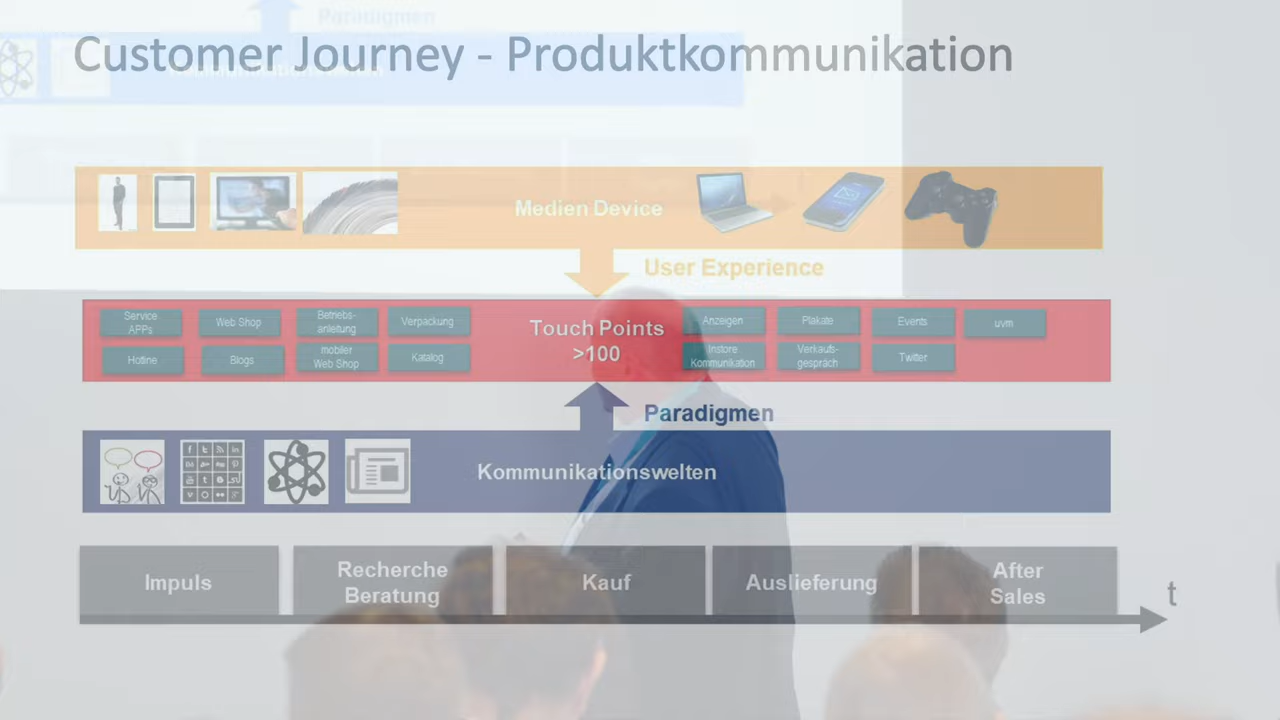 Paradigmen
Customer Journey - Produktkommunikation
Medien Device
User Experience
Service
APPs
Web Shop
Betriebs-
anleitung
Verpackung
Touch Points
>100
Anzeigen
Plakate
Events
uvm
Hotline
Blogs
mobiler
Web Shop
Katalog
Instore
Kommunikation
Verkaufs-
gespräch
Twitter
Paradigmen
Kommunikationswelten
Impuls
Recherche
Beratung
Kauf
Auslieferung
After
Sales
t